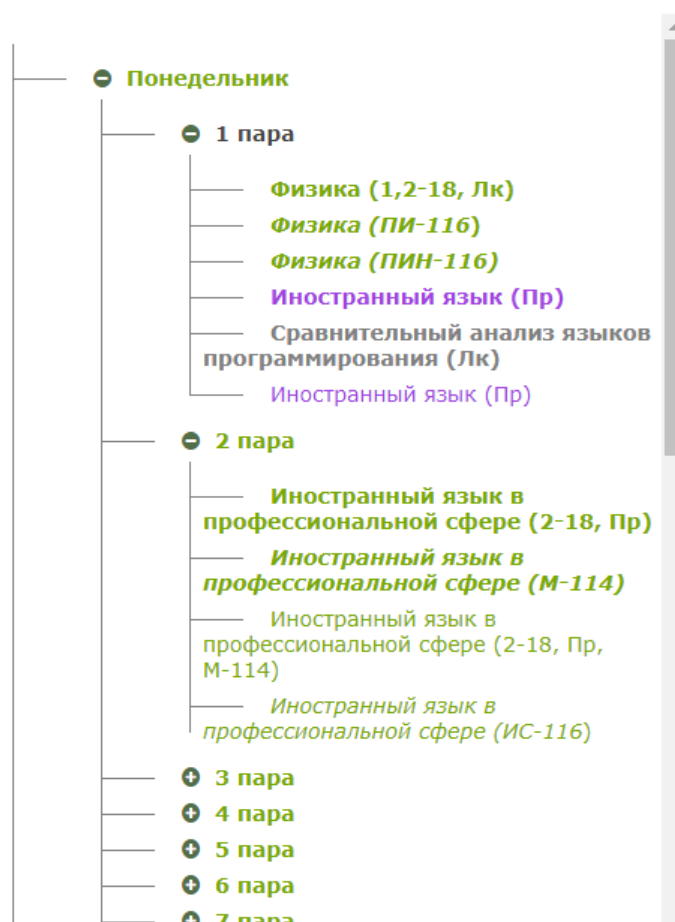 Понедельник
1 пара
Физика (1,2-18, Лк)
Физика (ПИ-116)
Физика (ПИН-116)
Иностранный язык (Пр)
Сравнительный анализ языков
программирования (Лк)
Иностранный язык (Пр)
2 пара
Иностранный язык в
профессиональной сфере (2-18, Пр)
Иностранный язык в
профессиональной сфере (М-114)
Иностранный язык в
профессиональной сфере (2-18, Пр,
М-114)
Иностранный язык в
профессиональной сфере (ИС-116)
3 пара
4 пара
5 пара
6 пара
7 пара